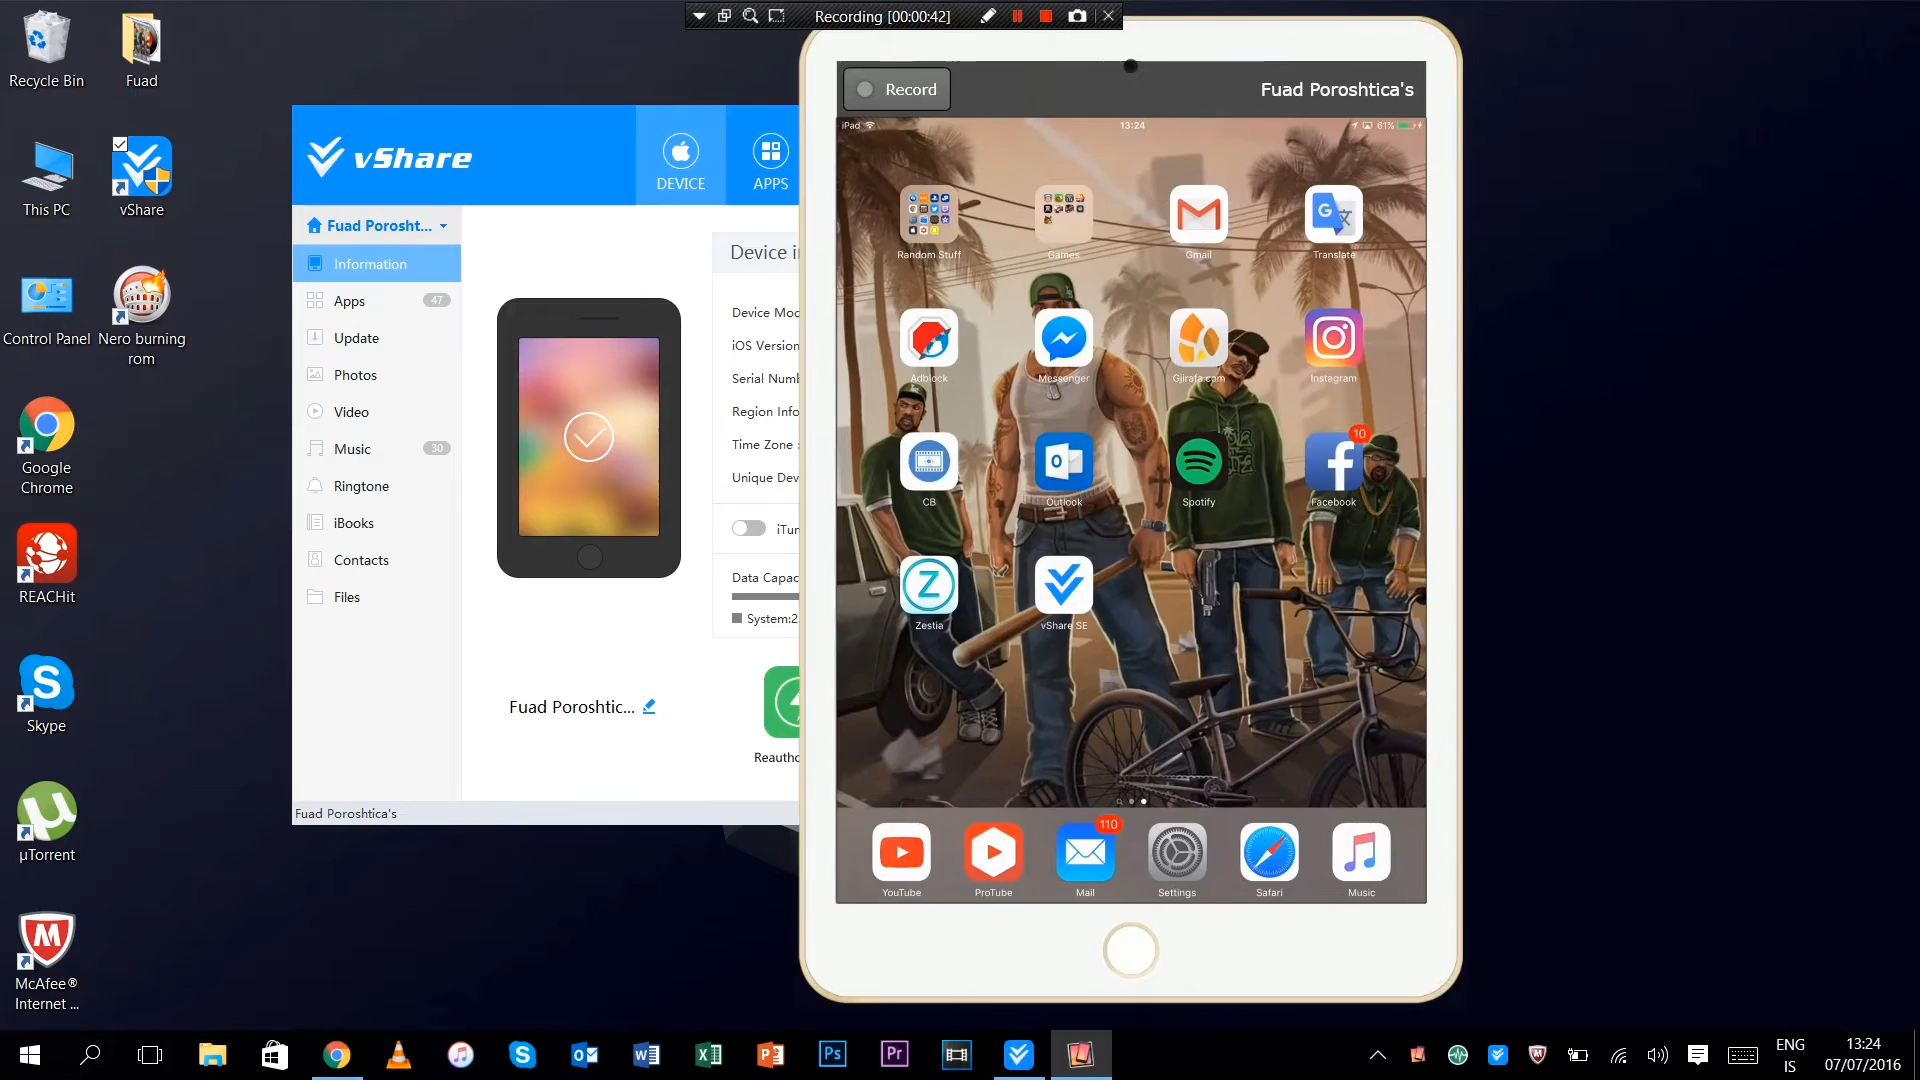 Recording [00:00:42]
Recycle Bin
Fuad
This PC
vShare
Control Panel
Nero burning
rom
Google
Chrome
REACHit
Skype
µTorrent
McAfee®
Internet ...
vShare
DEVICE
APPS
Fuad Porosht...
Information
Apps
47
Update
Photos
Video
Music
30
Ringtone
iBooks
Contacts
Files
Device i
Device Mod
iOS Version
Serial Numb
Region Info
Time Zone :
Unique Dev
iTun
Data Capac
System:2.
Fuad Poroshtic...
Reautho
Fuad Poroshtica's
Record
Fuad Poroshtica's
iPad
13:24
61%
Random Stuff
Games
Gmail
Translate
Adblock
Messenger
Gjirafa.com
Instagram
CB
Outlook
Spotify
10
Facebook
Z
Zestia
vShare SE
110
YouTube
ProTube
Mail
Settings
Safari
Music
Ps
Pr
ENG
IS
13:24
07/07/2016